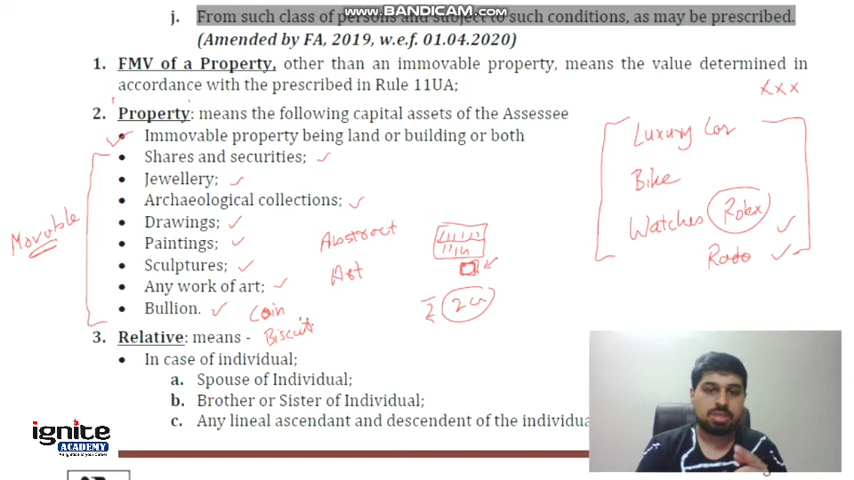 WWW.BANDICAM.COM
j. From such class of persons and subject to such conditions, as may be prescribed.
(Amended by FA, 2019, w.e.f. 01.04.2020)
1. FMV of a Property, other than an immovable property, means the value determined in
accordance with the prescribed in Rule 11UA;
xxx
2. Property: means the following capital assets of the Assessee
• Immovable property being land or building or both
• Shares and securities;
• Jewellery;
• Archaeological collections;
• Drawings;
• Paintings;
• Sculptures;
• Any work of art;
• Bullion.
Movable
Abstract
Art
Coin
Biscuits
Luxury Car
Bike
Watches Rolex
Rado
3. Relative: means -
• In case of individual;
a. Spouse of Individual;
b. Brother or Sister of Individual;
c. Any lineal ascendant and descendent of the individua
ignite
ACADEMY